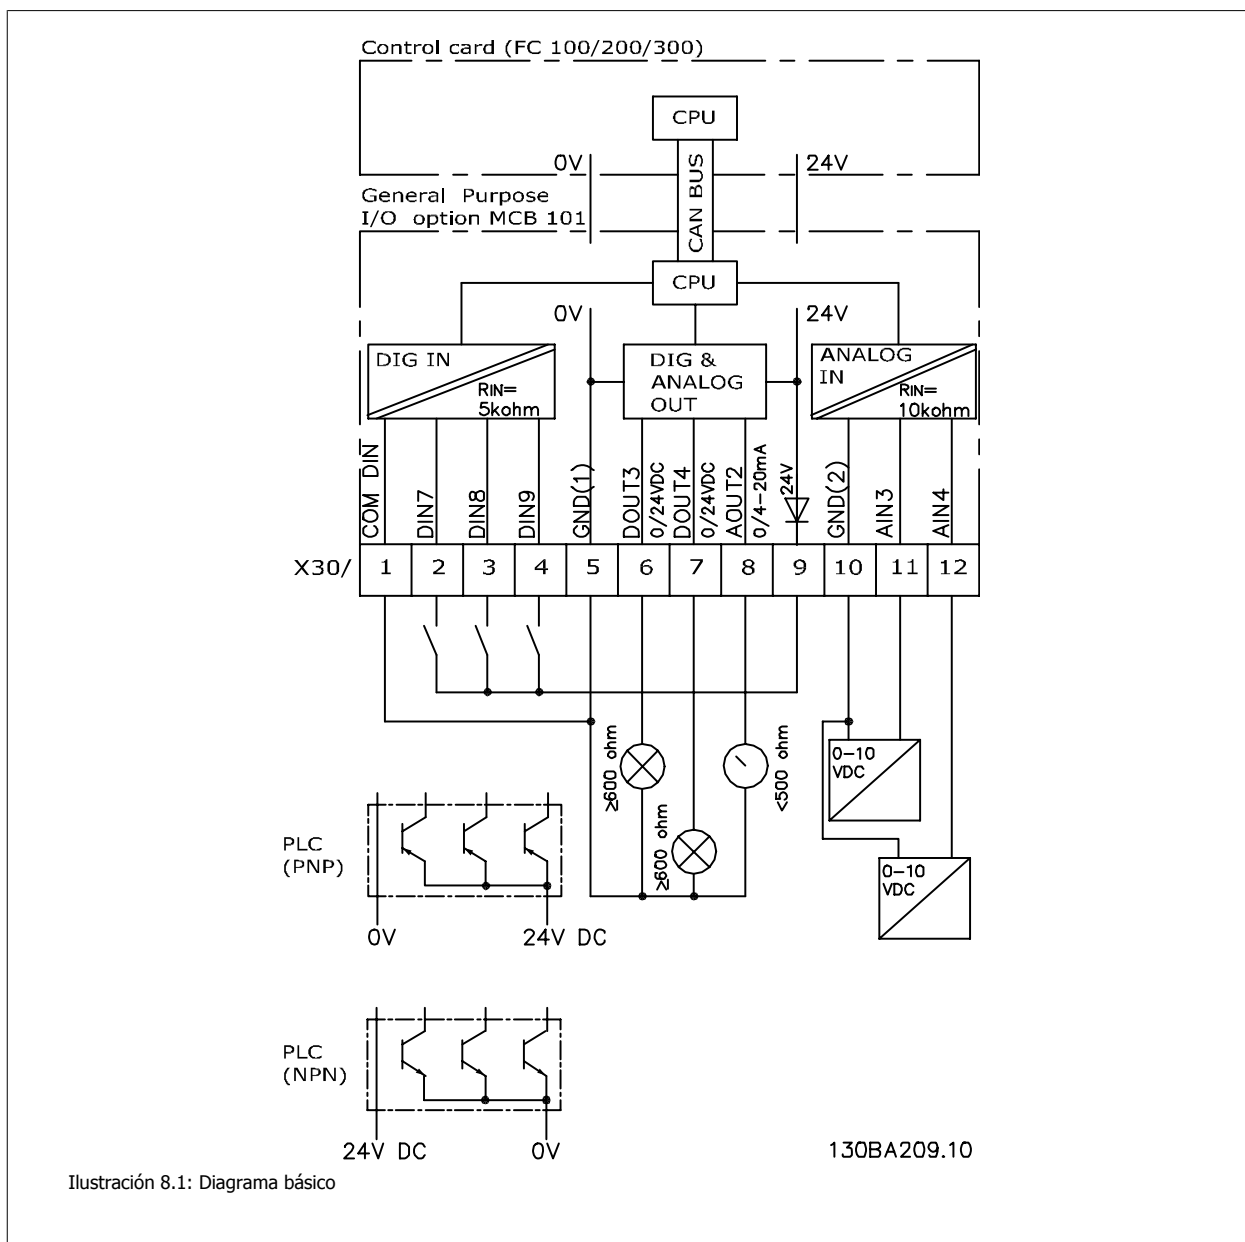 Control card (FC 100/200/300)
CPU
0V
24V
CAN BUS
General Purpose
I/O option MCB 101
CPU
0V
24V
DIG IN
RIN=
5kohm
DIG &
ANALOG
OUT
ANALOG
IN
RIN=
10kohm
COM DIN
DIN7
DIN8
DIN9
GND(1)
DOUT3
0/24VDC
DOUT4
0/24VDC
AOUT2
0/4-20mA
24V
GND(2)
AIN3
AIN4
X30/ 1 2 3 4 5 6 7 8 9 10 11 12
≥600 ohm
≥600 ohm
<500 ohm
0-10
VDC
0-10
VDC
PLC
(PNP)
0V
24V DC
PLC
(NPN)
24V DC
0V
130BA209.10
Ilustración 8.1: Diagrama básico